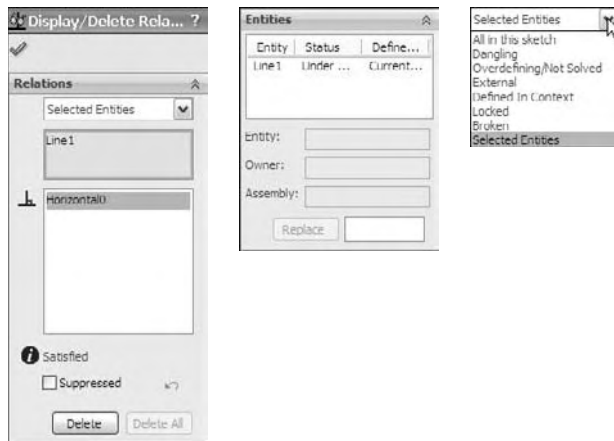 Display/Delete Rela... ?
Relations
Selected Entities
Line1
Horizontal0
Satisfied
Suppressed
Delete Delete All
Entities
Entity Status Define...
Line1 Under ... Current...
Entity:
Owner:
Assembly:
Replace
Selected Entities
All in this sketch
Dangling
Overdefining/Not Solved
External
Defined In Context
Locked
Broken
Selected Entities